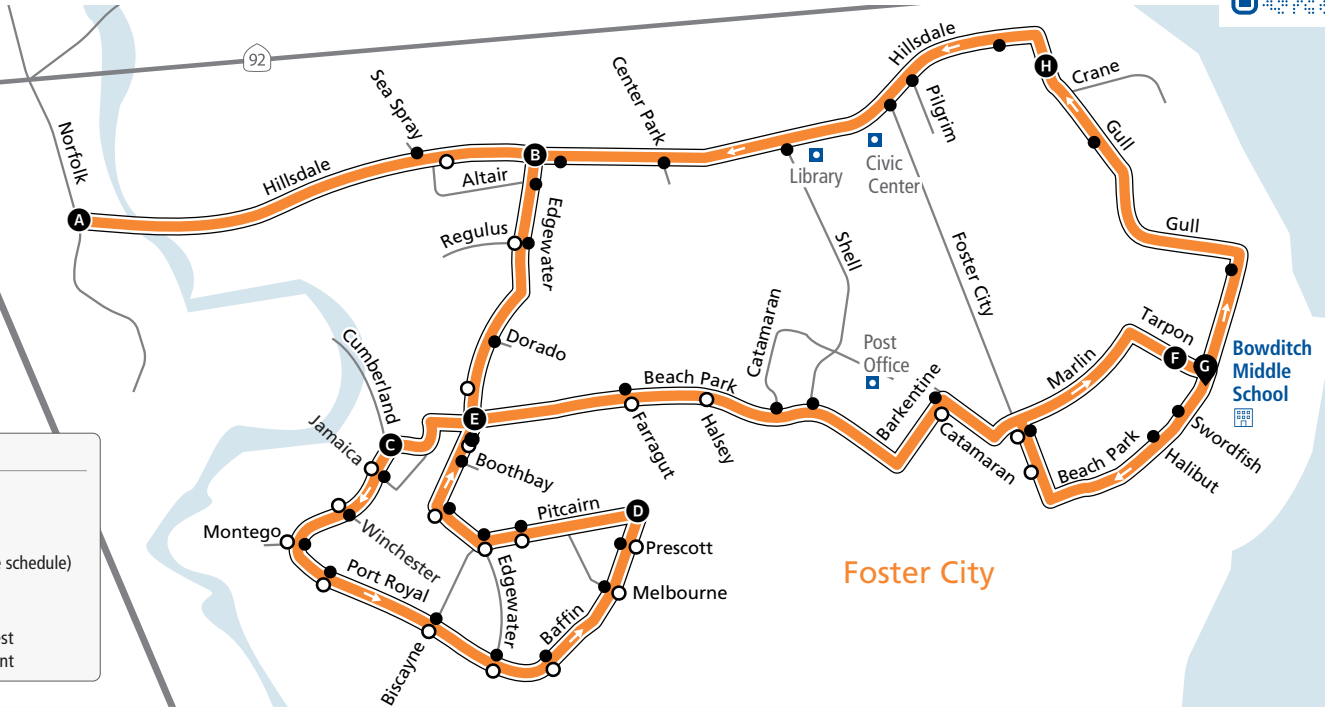 92
Hillsdale
Crane
Sea Spray
Center Park
Pilgrim
Gull
Norfolk
Hillsdale
Altair
Library
Civic
Center
Regulus
Edgewater
Shell
Foster City
Gull
Cumberland
Dorado
Catamaran
Post
Office
Tarpon
Bowditch
Middle
School
Marlin
Beach Park
Barkentine
Jamaica
Farragut
Halsey
Catamaran
Swordfish
Beach Park
Halibut
Boothbay
Pitcairn
Montego
Winchester
Prescott
Port Royal
Edgewater
Melbourne
Baffin
Biscayne
Foster City
A
B
C
D
E
F
G
H
schedule)